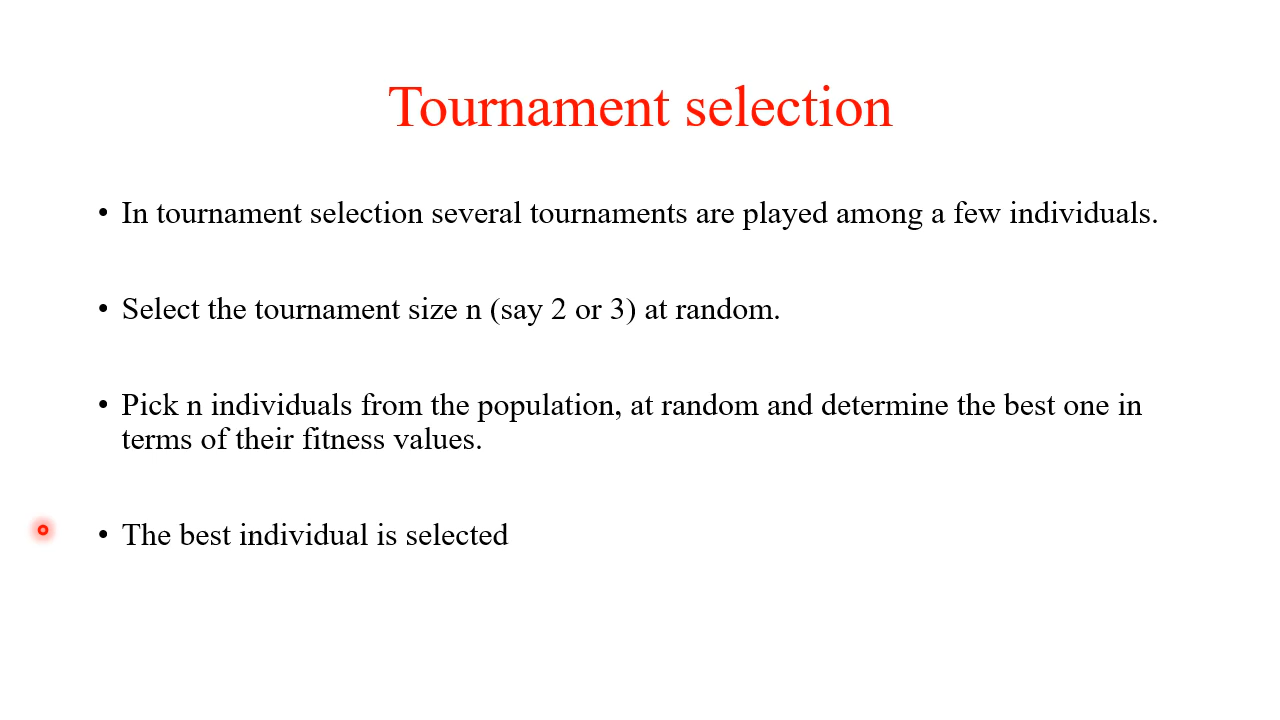 Tournament selection
• In tournament selection several tournaments are played among a few individuals.
• Select the tournament size n (say 2 or 3) at random.
• Pick n individuals from the population, at random and determine the best one in
terms of their fitness values.
• The best individual is selected